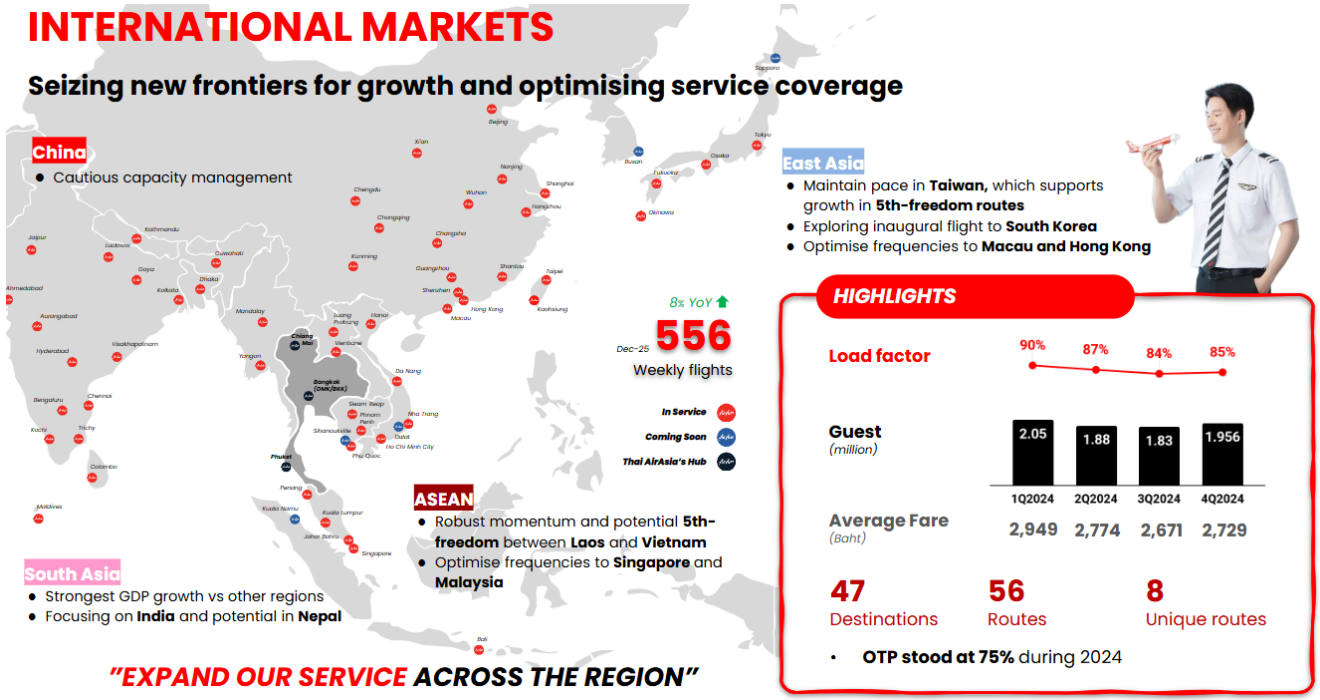 INTERNATIONAL MARKETS
Seizing new frontiers for growth and optimising service coverage
China
● Cautious capacity management
East Asia
● Maintain pace in Taiwan, which supports
growth in 5th-freedom routes
● Exploring inaugural flight to South Korea
● Optimise frequencies to Macau and Hong Kong
Sapporo
Beijing
Tokyo
Xi'an
Osaka
Busan
Fukuoka
Nanjing
Shanghai
Chengdu
Wuhan
Hangzhou
Okinawa
Chongqing
Kathmandu
Jaipur
Lucknow
Changsha
Guwahati
Kunming
Gaya
Guangzhou
Shantou
Taipei
Dhaka
Ahmedabad
Kolkata
Shenzhen
Hong Kong
Kaohsiung
Macau
Mandalay
Luang
Prabang
Hanoi
Aurangabad
Chiang
Mai
Vientiane
Visakhapatnam
Hyderabad
Yangon
Da Nang
Bangkok
(DMK/BKK)
Chennai
Bengaluru
Siem Reap
Phnom
Penh
Nha Trang
Kochi
Trichy
Sihanoukville
Dalat
Ho Chi Minh City
Phu Quoc
Phuket
Colombo
Penang
Maldives
Kuala Namu
Kuala Lumpur
Johor Bahru
Singapore
Bali
8% YoY
Dec-25
556
Weekly flights
In Service
Coming Soon
Thai AirAsia's Hub
ASEAN
● Robust momentum and potential 5th-
freedom between Laos and Vietnam
● Optimise frequencies to Singapore and
Malaysia
South Asia
● Strongest GDP growth vs other regions
● Focusing on India and potential in Nepal
"EXPAND OUR SERVICE ACROSS THE REGION"
HIGHLIGHTS
Load factor
90% 87% 84% 85%
Guest
(million)
2.05 1.88 1.83 1.956
1Q2024 2Q2024 3Q2024 4Q2024
Average Fare
(Baht)
2,949 2,774 2,671 2,729
47 56 8
Destinations Routes Unique routes
• OTP stood at 75% during 2024